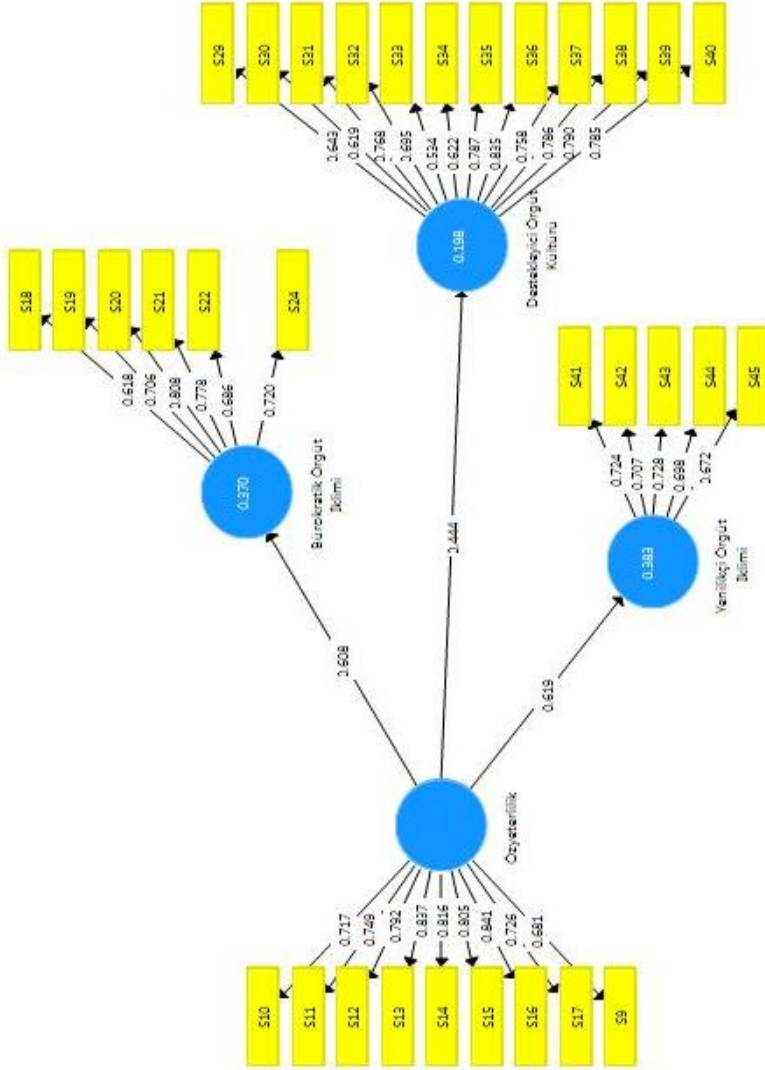 S18
S19
S20
S21
S22
S24
0.618
0.706
0.808
0.778
0.686
0.720
0.370
Bürokratik Örgüt
İklimi
S29
S30
S31
S32
S33
S34
S35
S36
S37
S38
S39
S40
0.643
0.619
0.768
0.695
0.534
0.622
0.787
0.835
0.758
0.786
0.790
0.785
0.198
Destekleyici Örgüt
Kültürü
S10
S11
S12
S13
S14
S15
S16
S17
S9
0.717
0.749
0.792
0.837
0.816
0.805
0.841
0.726
0.681
Özyeterlilik
0.608
0.444
0.619
S41
S42
S43
S44
S45
0.724
0.707
0.728
0.698
0.672
0.383
Yenilikçi Örgüt
İklimi